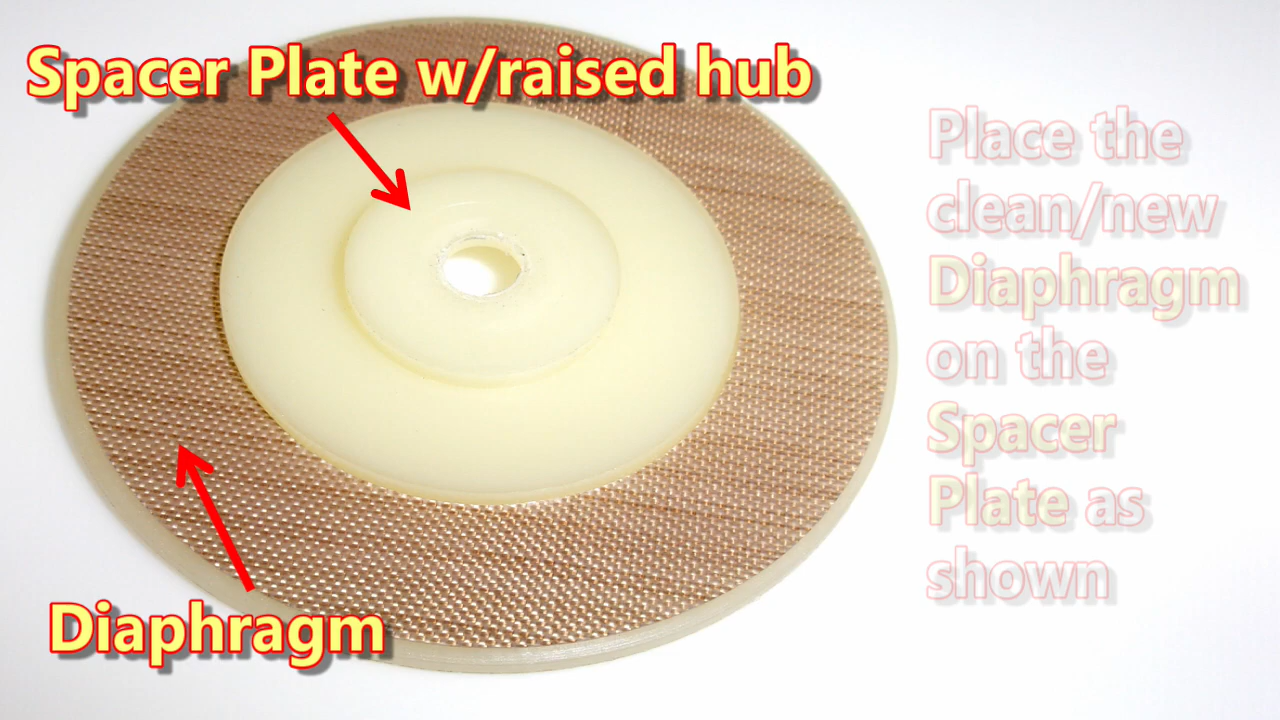 Spacer Plate w/raised hub
Place the
clean/new
Diaphragm
on the
Spacer
Plate as
shown
Diaphragm